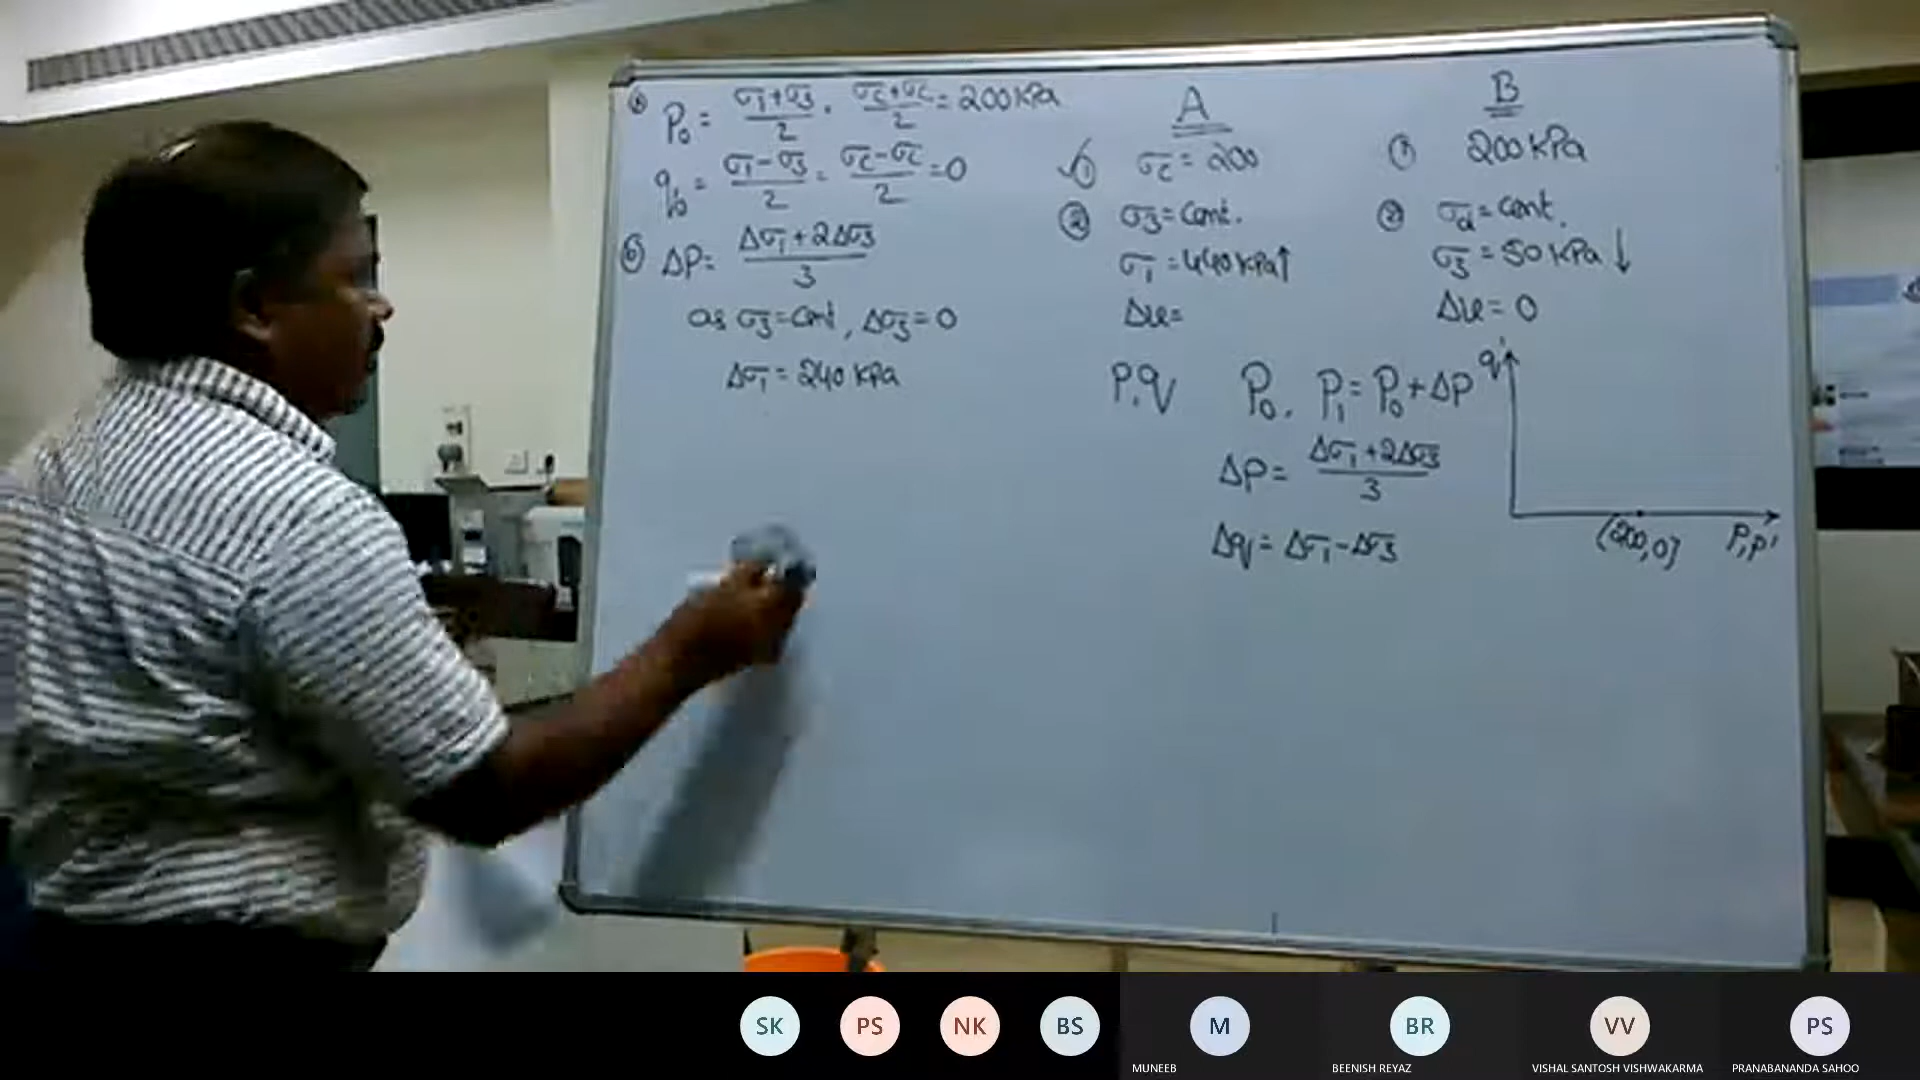 ⓐ P₀ = σ₁+σ₃/2 = σc+σc/2 = 200 kPa
q₀ = σ₁-σ₃/2 = σc-σc/2 = 0
ⓑ ΔP = Δσ₁+2Δσ₃/3
as σ₃ = cont, Δσ₃ = 0
Δσ₁ = 240 kPa
A
① σc = 200
② σ₃ = cont.
σ₁ = 440 kPa ↑
Δu =
B
① 200 kPa
② σa = cont.
σ₃ = 50 kPa ↓
Δu = 0
P, q P₀, P₁ = P₀ + ΔP
ΔP = Δσ₁+2Δσ₃/3
Δq = Δσ₁-Δσ₃
q'
(200,0) P, P'
SK
PS
NK
BS
M
BR
VV
PS
MUNEEB
BEENISH REYAZ
VISHAL SANTOSH VISHWAKARMA
PRANABANANDA SAHOO